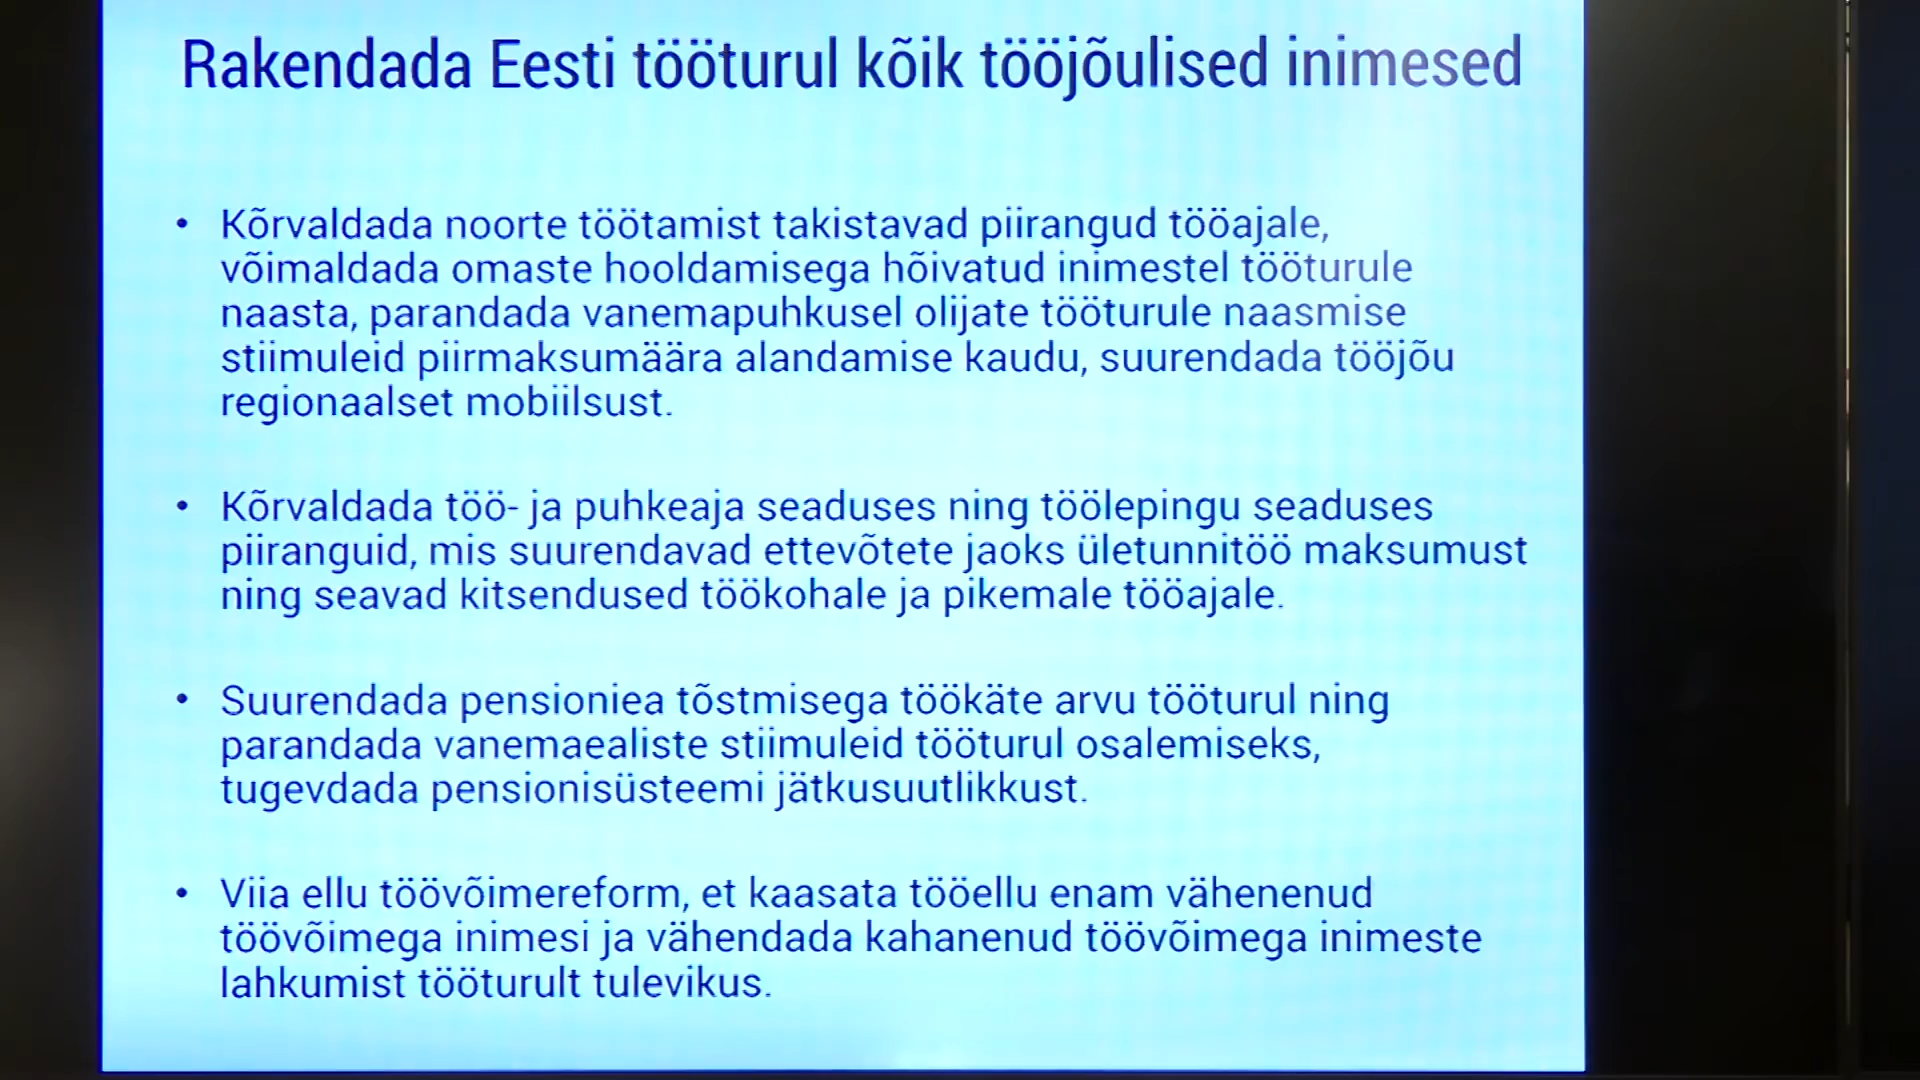 Rakendada Eesti tööturul kõik tööjõulised inimesed
• Kõrvaldada noorte töötamist takistavad piirangud tööajale,
võimaldada omaste hooldamisega hõivatud inimestel tööturule
naasta, parandada vanemapuhkusel olijate tööturule naasmise
stiimuleid piirmaksumäära alandamise kaudu, suurendada tööjõu
regionaalset mobiilsust.
• Kõrvaldada töö- ja puhkeaja seaduses ning töölepingu seaduses
piiranguid, mis suurendavad ettevõtete jaoks ületunnitöö maksumust
ning seavad kitsendused töökohale ja pikemale tööajale.
• Suurendada pensioniea tõstmisega töökäte arvu tööturul ning
parandada vanemaealiste stiimuleid tööturul osalemiseks,
tugevdada pensionisüsteemi jätkusuutlikkust.
• Viia ellu töövõimereform, et kaasata tööellu enam vähenenud
töövõimega inimesi ja vähendada kahanenud töövõimega inimeste
lahkumist tööturult tulevikus.